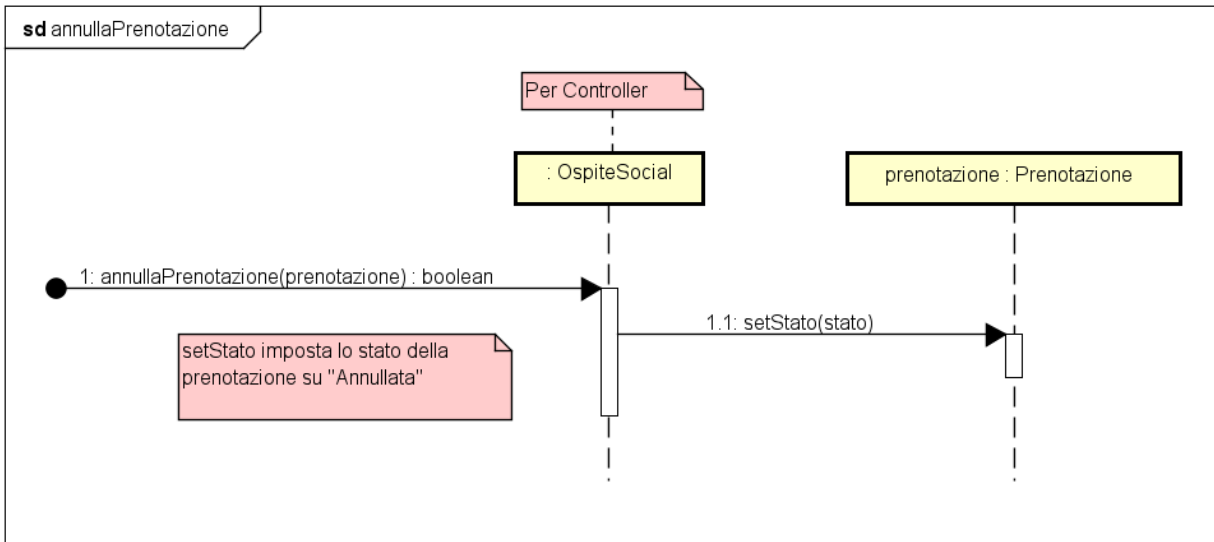 sd annullaPrenotazione
Per Controller
: OspiteSocial
prenotazione : Prenotazione
1: annullaPrenotazione(prenotazione) : boolean
1.1: setStato(stato)
setStato imposta lo stato della
prenotazione su "Annullata"